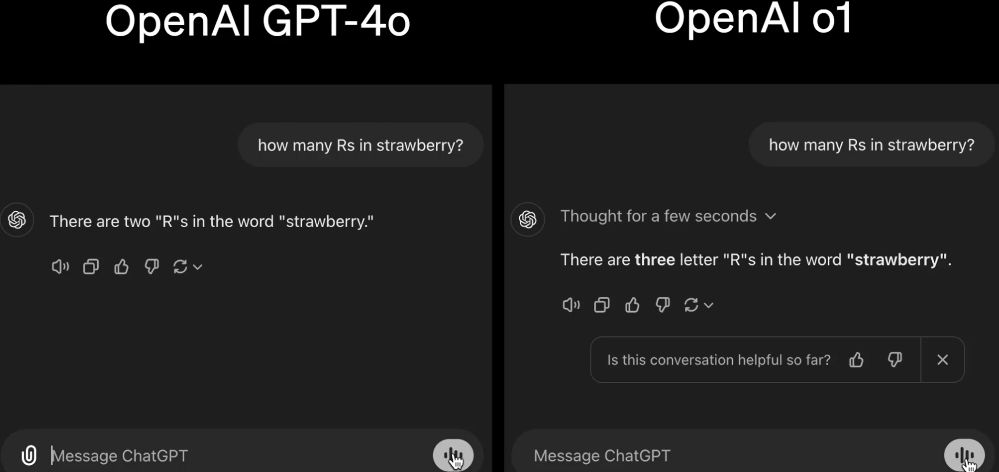 OpenAI GPT-4o
how many Rs in strawberry?
There are two "R"s in the word "strawberry."
Message ChatGPT
OpenAI o1
how many Rs in strawberry?
Thought for a few seconds
There are three letter "R"s in the word "strawberry".
Is this conversation helpful so far?
Message ChatGPT